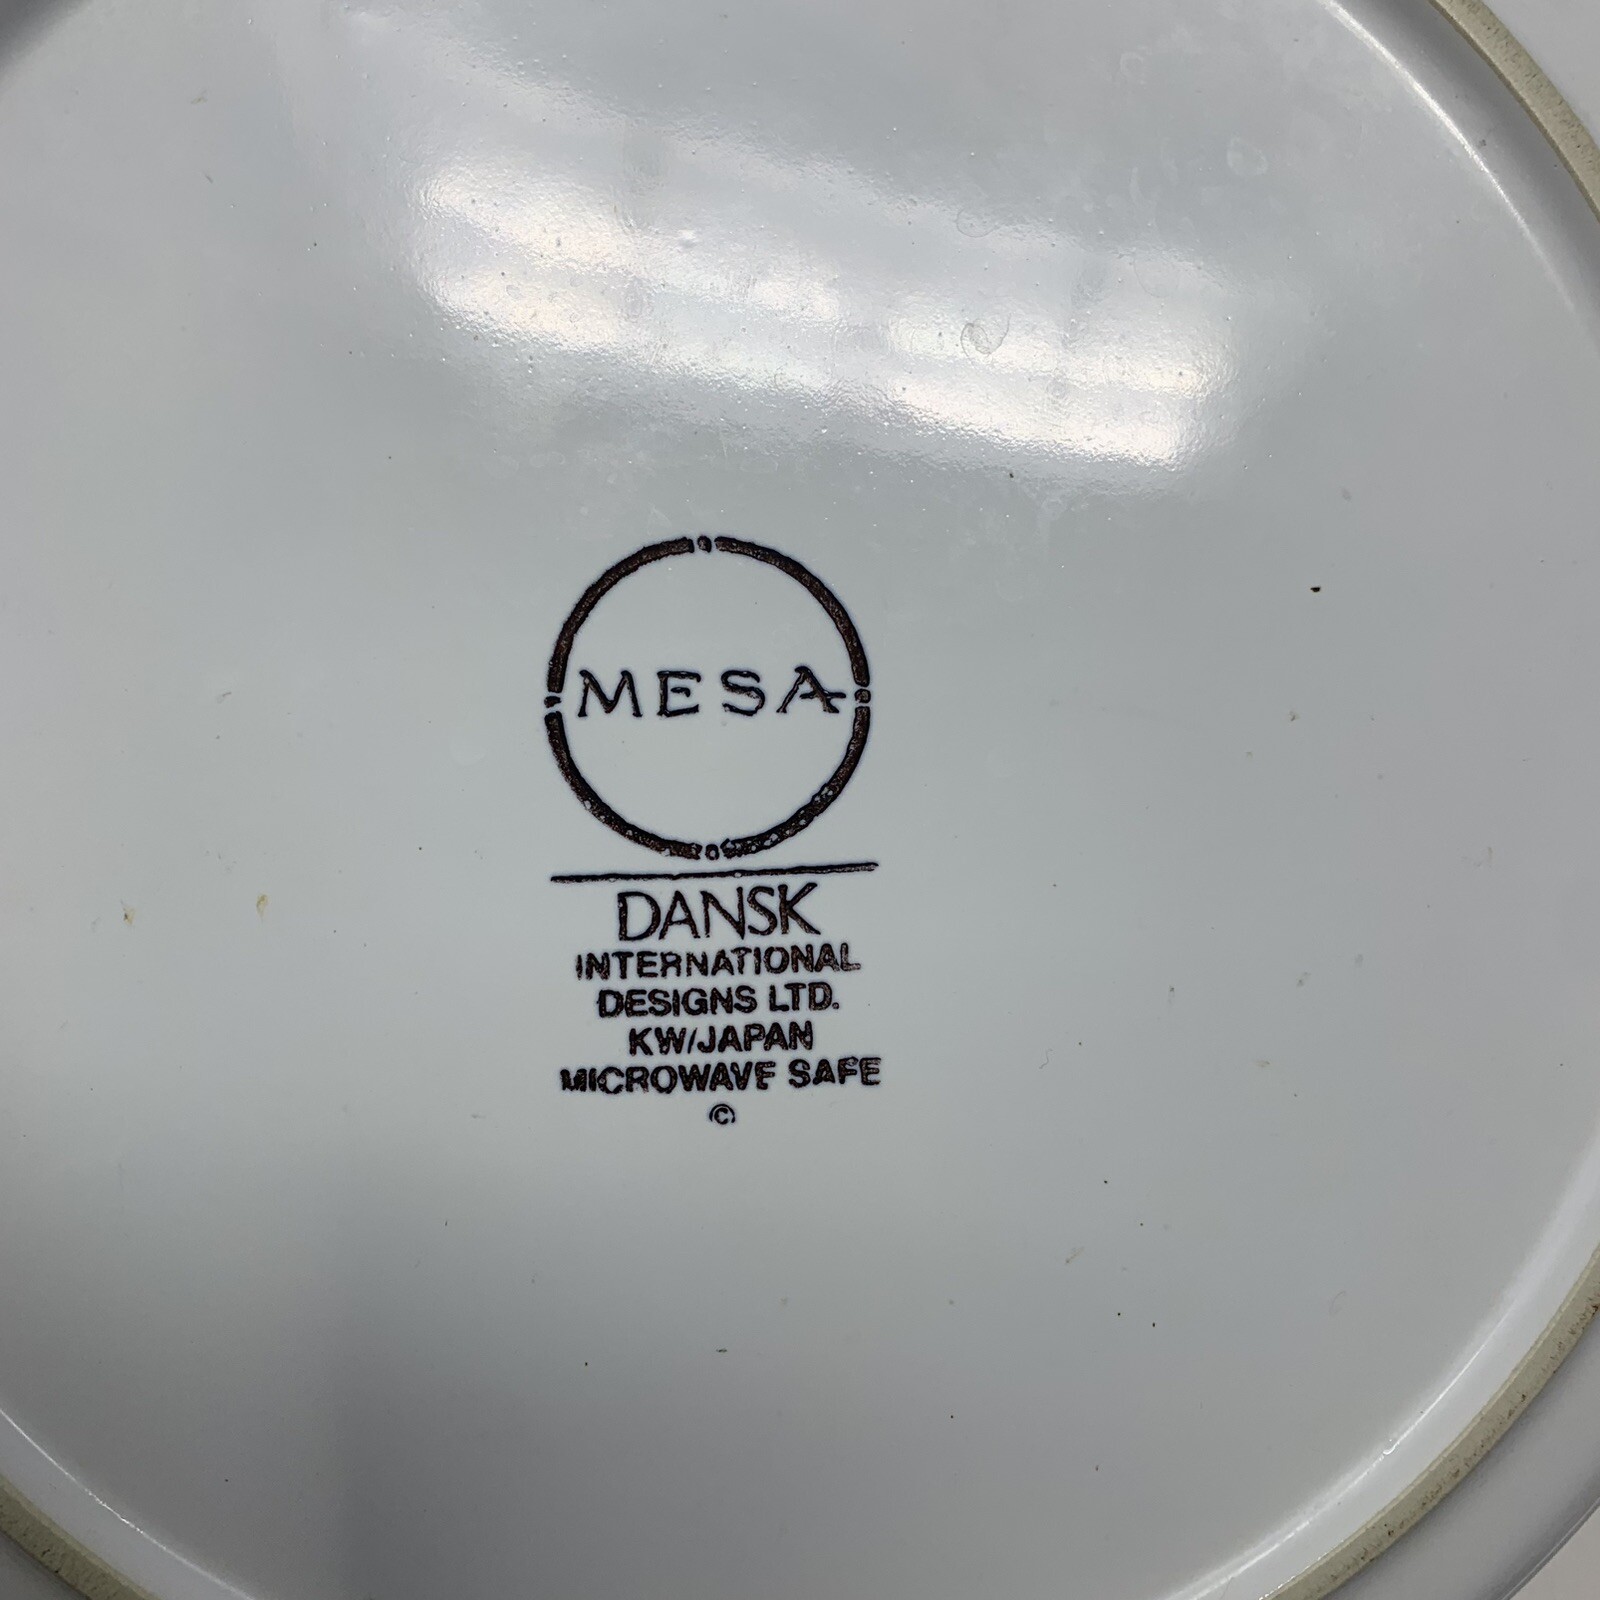 MESA
DANSK
INTERNATIONAL
DESIGNS LTD.
KW/JAPAN
MICROWAVE SAFE
©